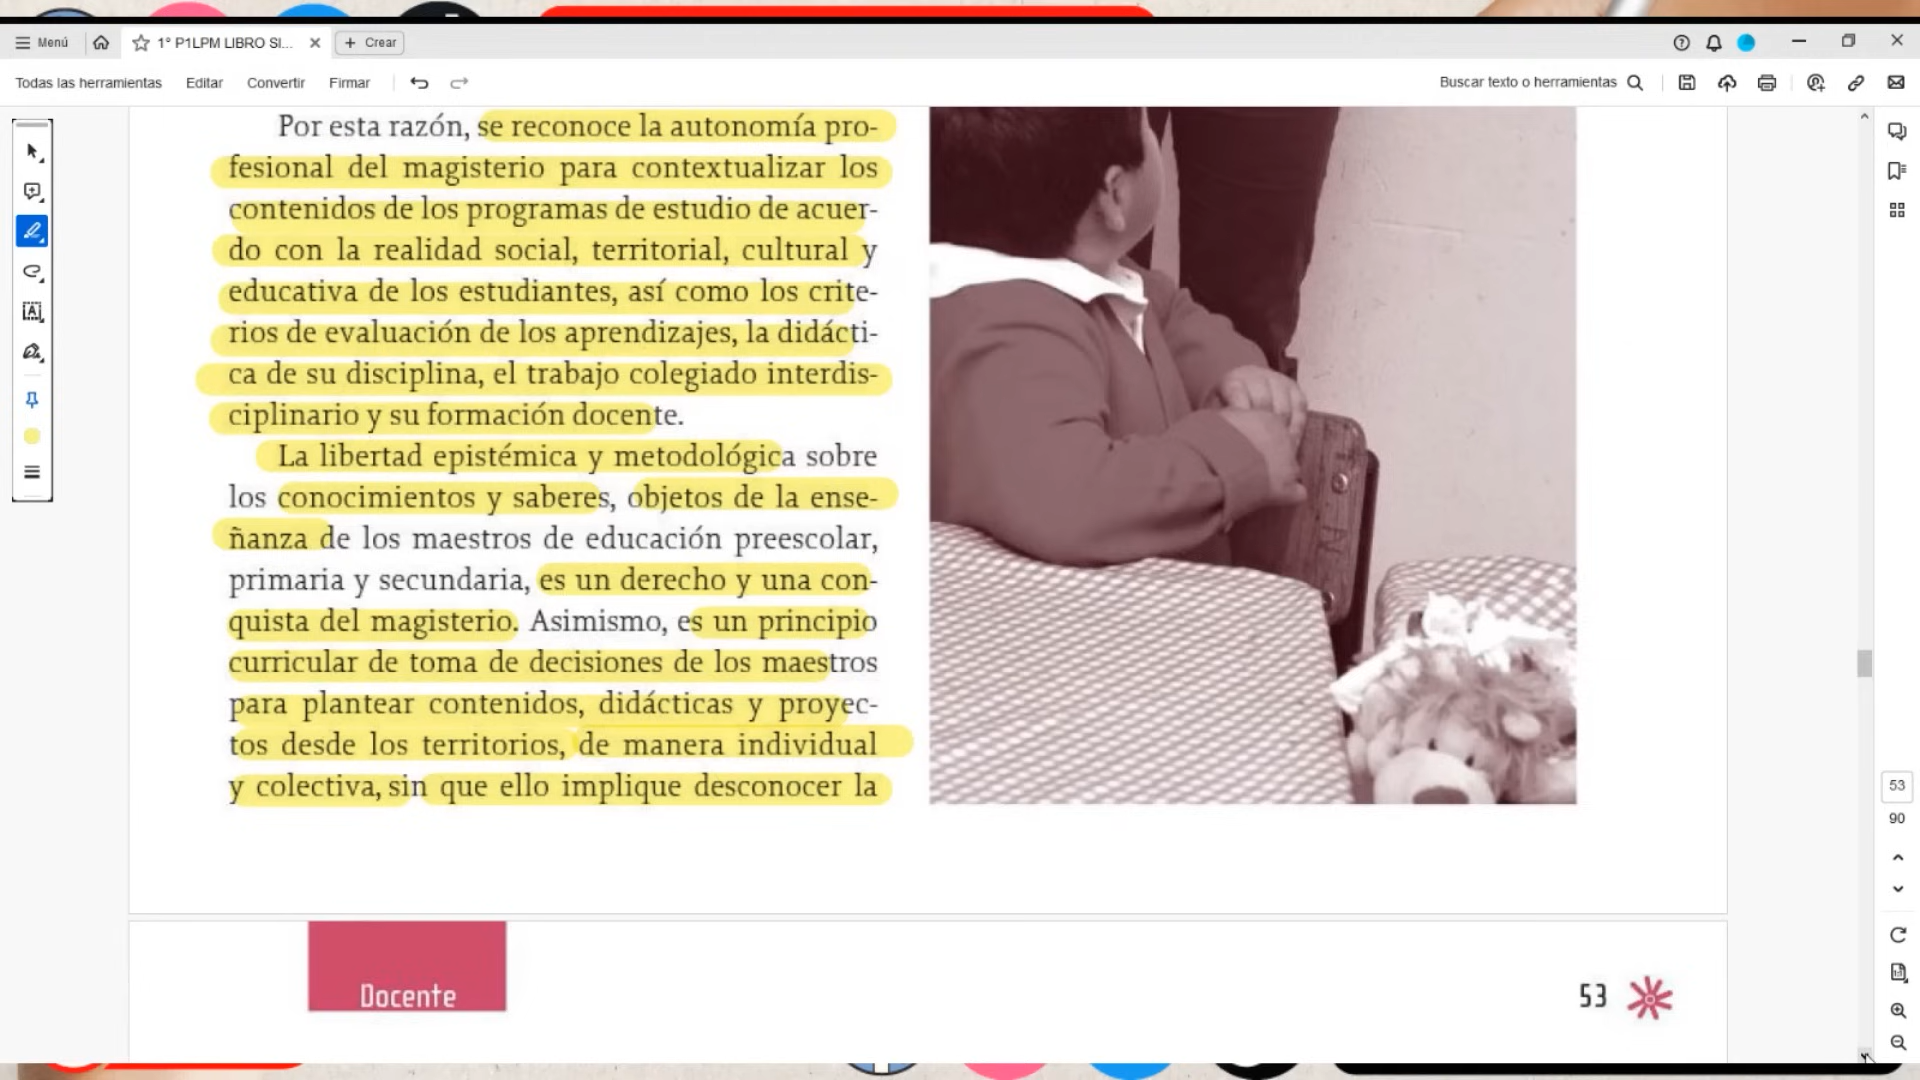 Menú
1° P1LPM LIBRO SI...
Crear
Todas las herramientas
Editar
Convertir
Firmar
Buscar texto o herramientas
Por esta razón, se reconoce la autonomía pro-
fesional del magisterio para contextualizar los
contenidos de los programas de estudio de acuer-
do con la realidad social, territorial, cultural y
educativa de los estudiantes, así como los crite-
rios de evaluación de los aprendizajes, la didácti-
ca de su disciplina, el trabajo colegiado interdis-
ciplinario y su formación docente.
La libertad epistémica y metodológica sobre
los conocimientos y saberes, objetos de la ense-
ñanza de los maestros de educación preescolar,
primaria y secundaria, es un derecho y una con-
quista del magisterio. Asimismo, es un principio
curricular de toma de decisiones de los maestros
para plantear contenidos, didácticas y proyec-
tos desde los territorios, de manera individual
y colectiva, sin que ello implique desconocer la
53
90
Docente
53